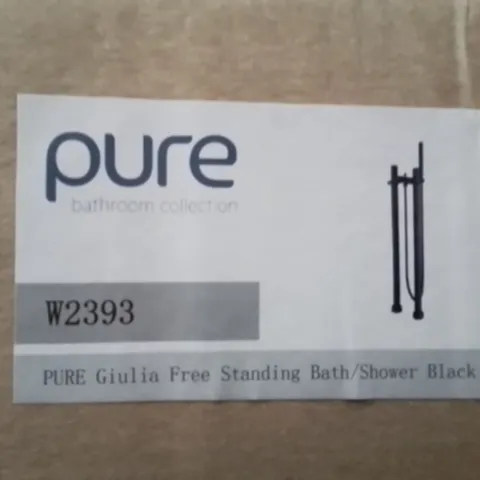 pure
bathroom collection
W2393
PURE Giulia Free Standing Bath/Shower Black